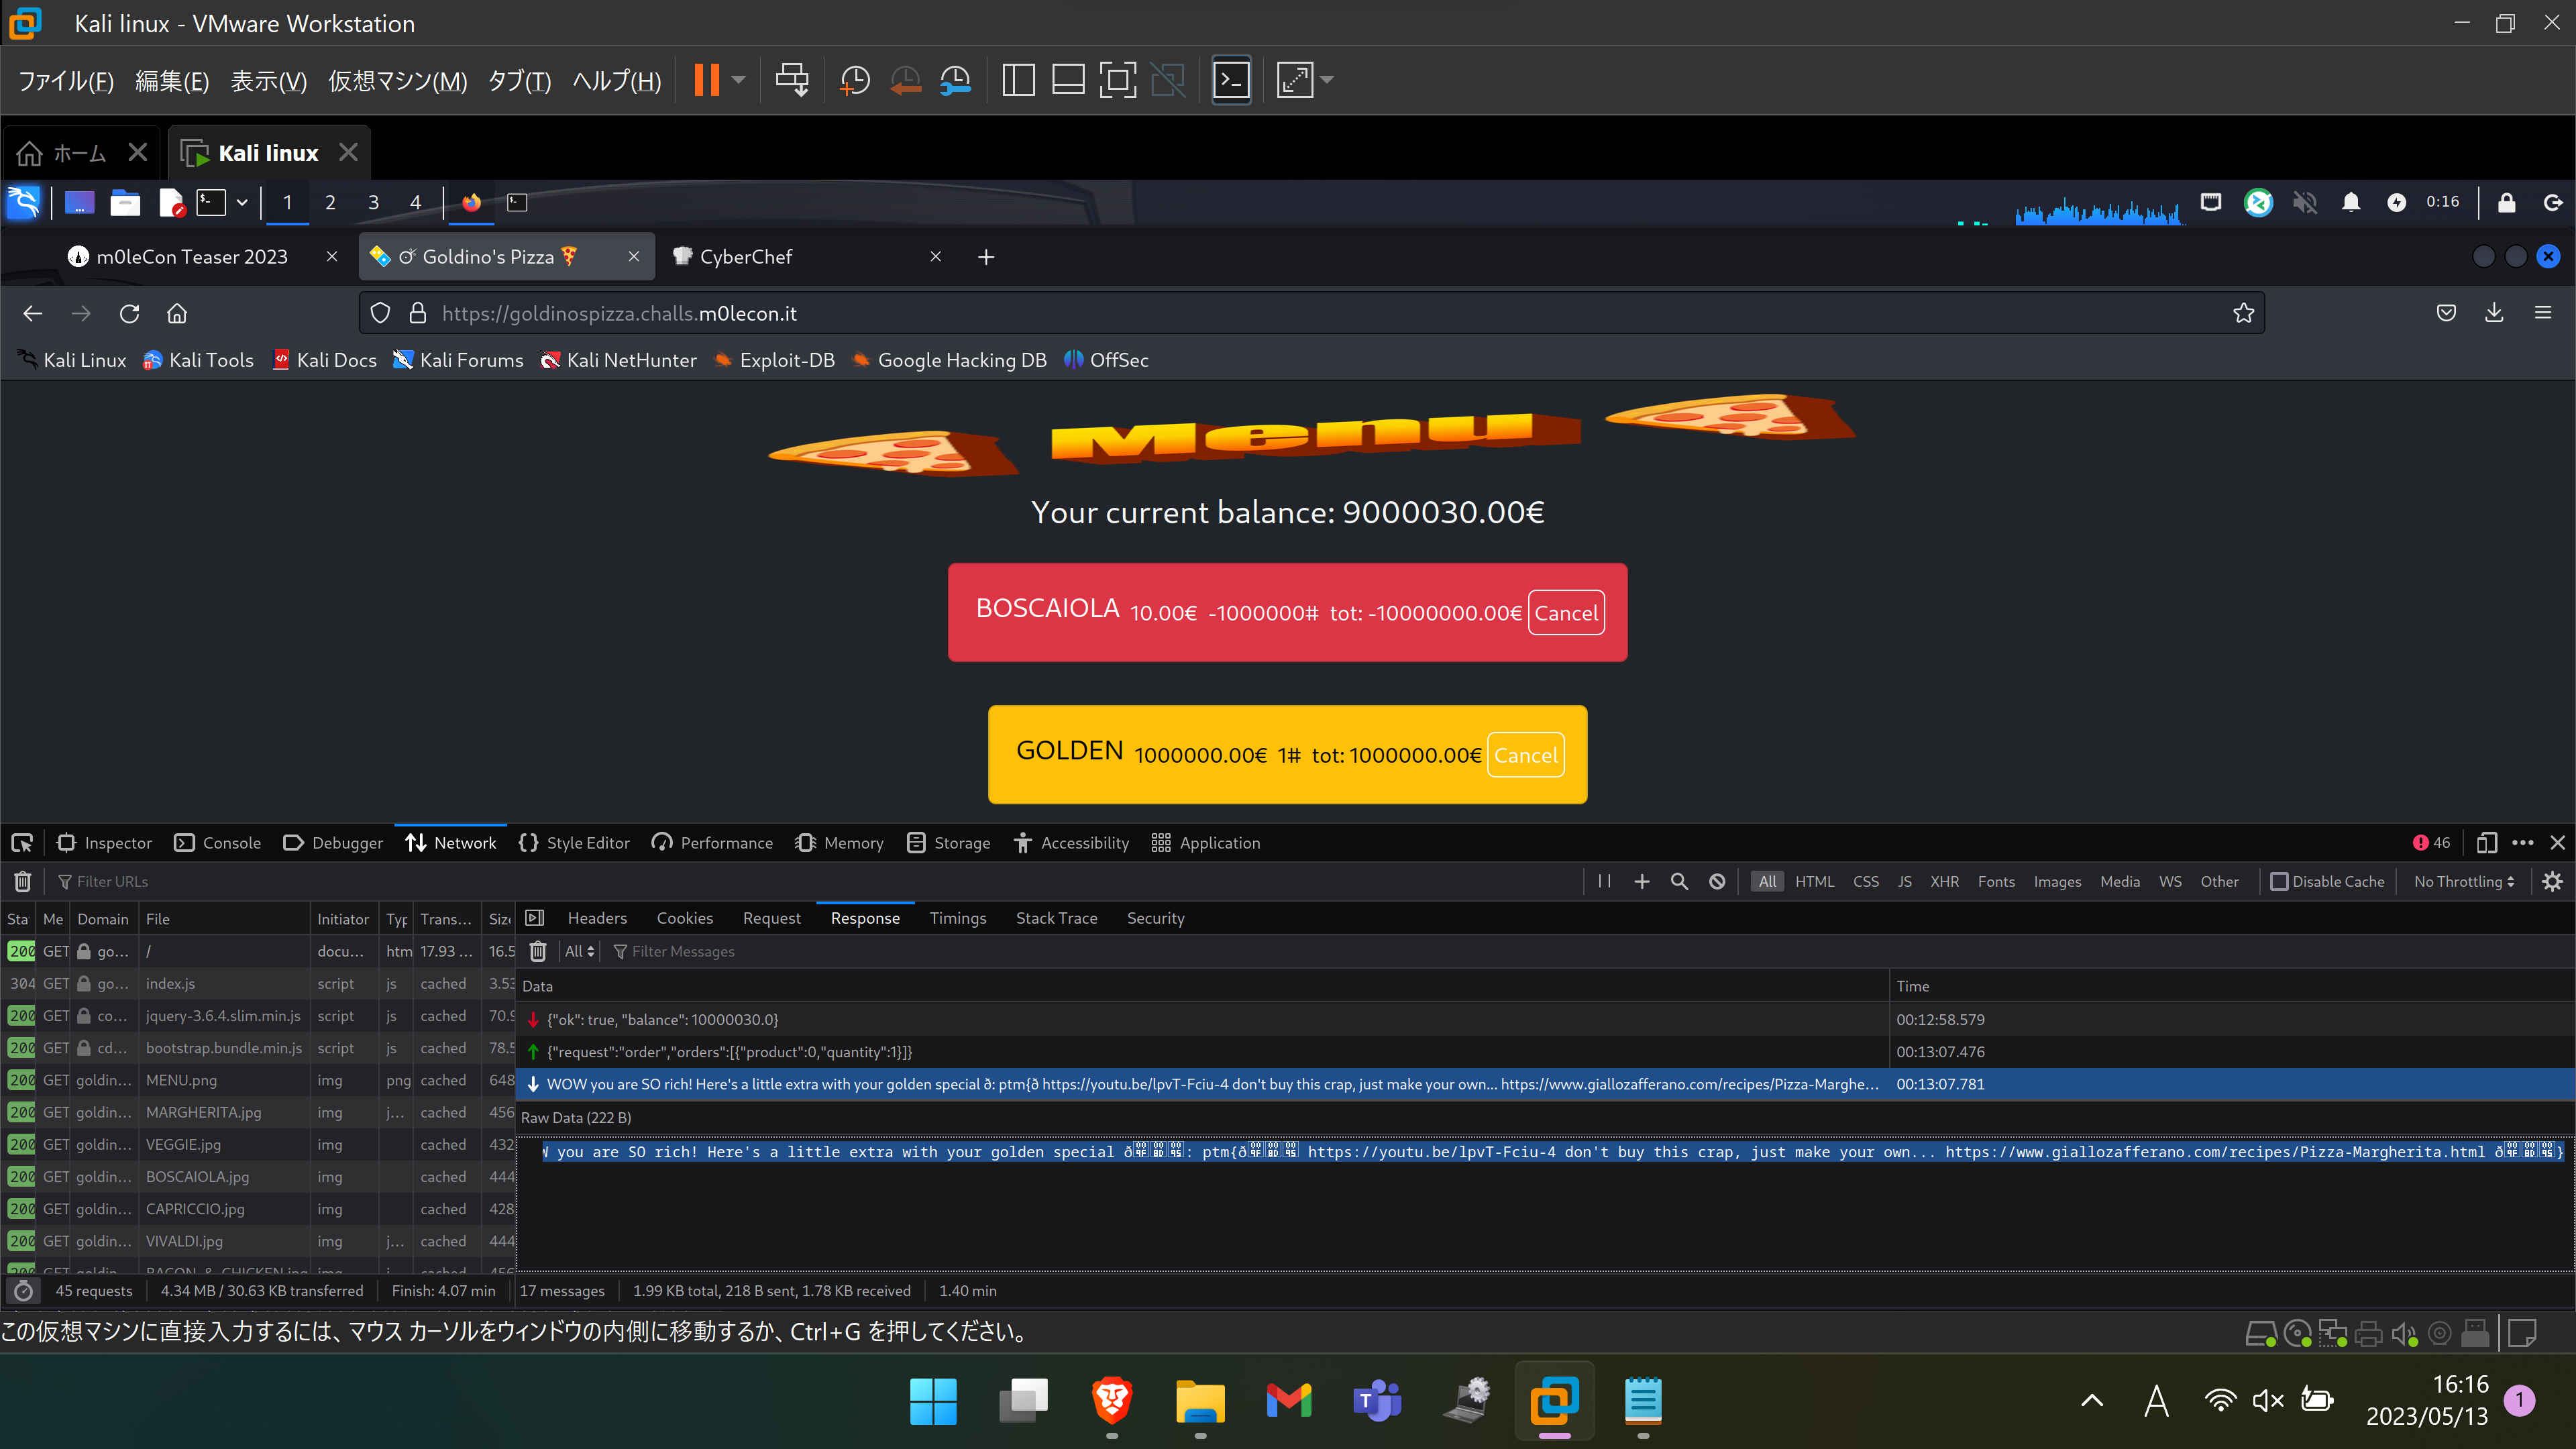 Kali linux - VMware Workstation
ファイル(F) 編集(E) 表示(V) 仮想マシン(M) タブ(T) ヘルプ(H)
ホーム Kali linux
1 2 3 4 0:16
m0leCon Teaser 2023 Goldino's Pizza CyberChef
https://goldinospizza.challs.m0lecon.it
Kali Linux Kali Tools Kali Docs Kali Forums Kali NetHunter Exploit-DB Google Hacking DB OffSec
Menu
Your current balance: 9000030.00€
BOSCAIOLA 10.00€ -1000000# tot: -10000000.00€ Cancel
GOLDEN 1000000.00€ 1# tot: 1000000.00€ Cancel
Inspector Console Debugger Network Style Editor Performance Memory Storage Accessibility Application 46
Filter URLs All HTML CSS JS XHR Fonts Images Media WS Other Disable Cache No Throttling
Sta Me Domain File Initiator Typ Trans... Size Headers Cookies Request Response Timings Stack Trace Security
200 GET go... / docu... htm 17.93 ... 16.5 All Filter Messages
304 GET go... index.js script js cached 3.53 Data Time
200 GET co... jquery-3.6.4.slim.min.js script js cached 70.9 {"ok": true, "balance": 10000030.0} 00:12:58.579
200 GET cd... bootstrap.bundle.min.js script js cached 78.5 {"request":"order","orders":[{"product":0,"quantity":1}]} 00:13:07.476
200 GET goldin... MENU.png img png cached 648 WOW you are SO rich! Here's a little extra with your golden special ð: ptm{ð https://youtu.be/lpvT-Fciu-4 don't buy this crap, just make your own... https://www.giallozafferano.com/recipes/Pizza-Marghe... 00:13:07.781
200 GET goldin... MARGHERITA.jpg img j... cached 456 Raw Data (222 B)
200 GET goldin... VEGGIE.jpg img cached 432 you are SO rich! Here's a little extra with your golden special ð: ptm{ð https://youtu.be/lpvT-Fciu-4 don't buy this crap, just make your own... https://www.giallozafferano.com/recipes/Pizza-Margherita.html ð}
200 GET goldin... BOSCAIOLA.jpg img cached 444
200 GET goldin... CAPRICCIO.jpg img cached 428
200 GET goldin... VIVALDI.jpg img j... cached 444
45 requests 4.34 MB / 30.63 KB transferred Finish: 4.07 min 17 messages 1.99 KB total, 218 B sent, 1.78 KB received 1.40 min
この仮想マシンに直接入力するには、マウス カーソルをウィンドウの内側に移動するか、Ctrl+G を押してください。
A 16:16
2023/05/13 1